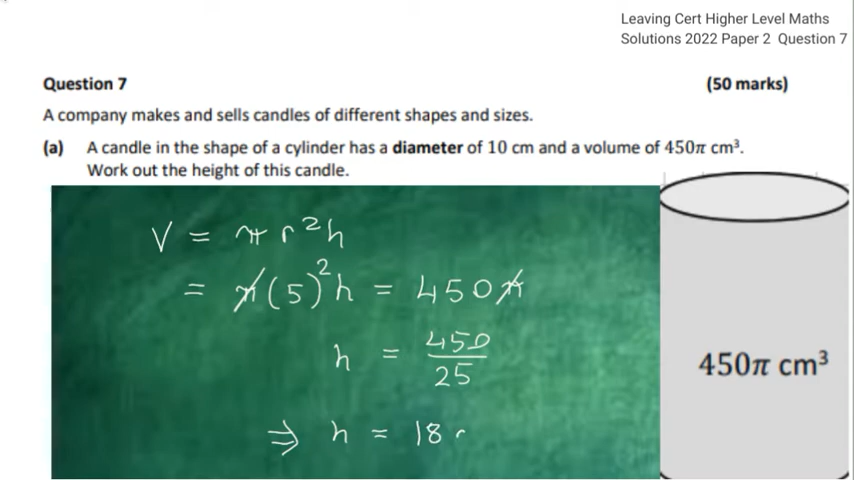 Leaving Cert Higher Level Maths
Solutions 2022 Paper 2 Question 7
Question 7 (50 marks)
A company makes and sells candles of different shapes and sizes.
(a) A candle in the shape of a cylinder has a diameter of 10 cm and a volume of 450π cm³.
Work out the height of this candle.
V = π r²h
= π(5)²h = 450π
h = 450/25
⇒ h = 18
450π cm³